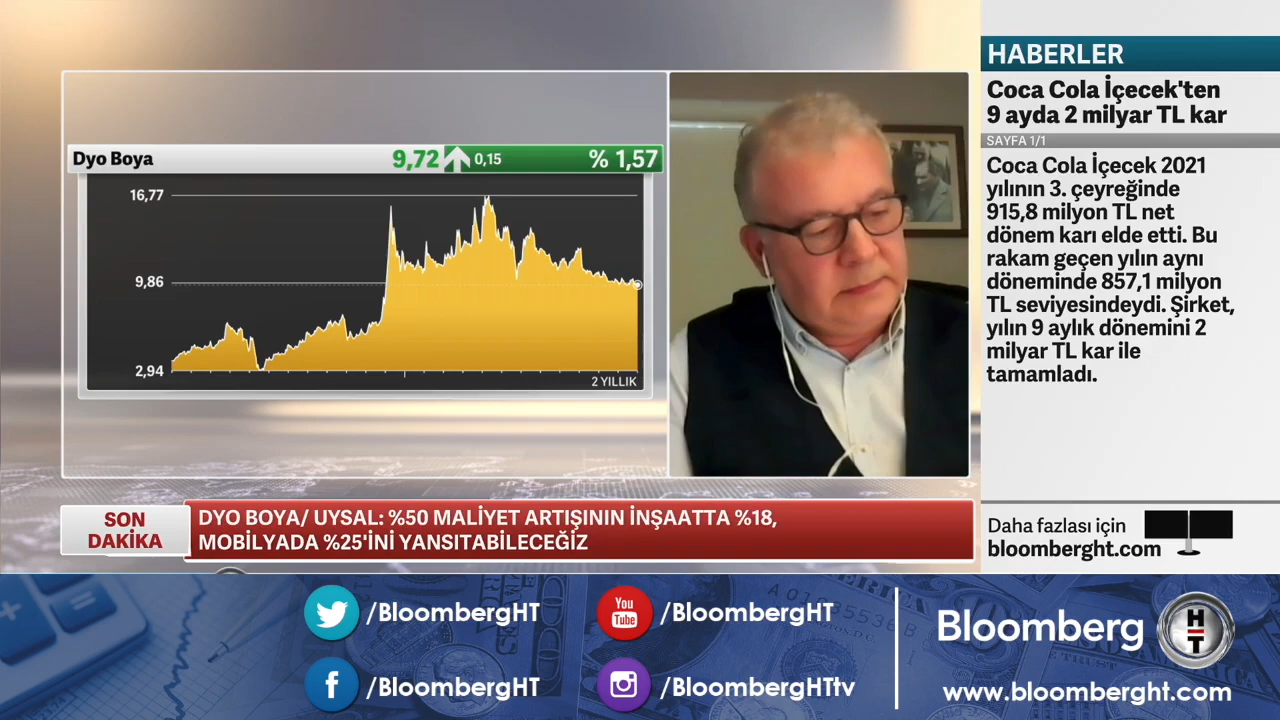 Dyo Boya
9,72 0,15 % 1,57
16,77
9,86
2,94
2 YILLIK
HABERLER
Coca Cola İçecek'ten
9 ayda 2 milyar TL kar
SAYFA 1/1
Coca Cola İçecek 2021
yılının 3. çeyreğinde
915,8 milyon TL net
dönem karı elde etti. Bu
rakam geçen yılın aynı
döneminde 857,1 milyon
TL seviyesindeydi. Şirket,
yılın 9 aylık dönemini 2
milyar TL kar ile
tamamladı.
Daha fazlası için
bloomberght.com
SON
DAKİKA
DYO BOYA/ UYSAL: %50 MALİYET ARTIŞININ İNŞAATTA %18,
MOBİLYADA %25'İNİ YANSITABİLECEĞİZ
/BloombergHT
You
Tube
/BloombergHT
/BloombergHT
/BloombergHTtv
Bloomberg HT
www.bloomberght.com